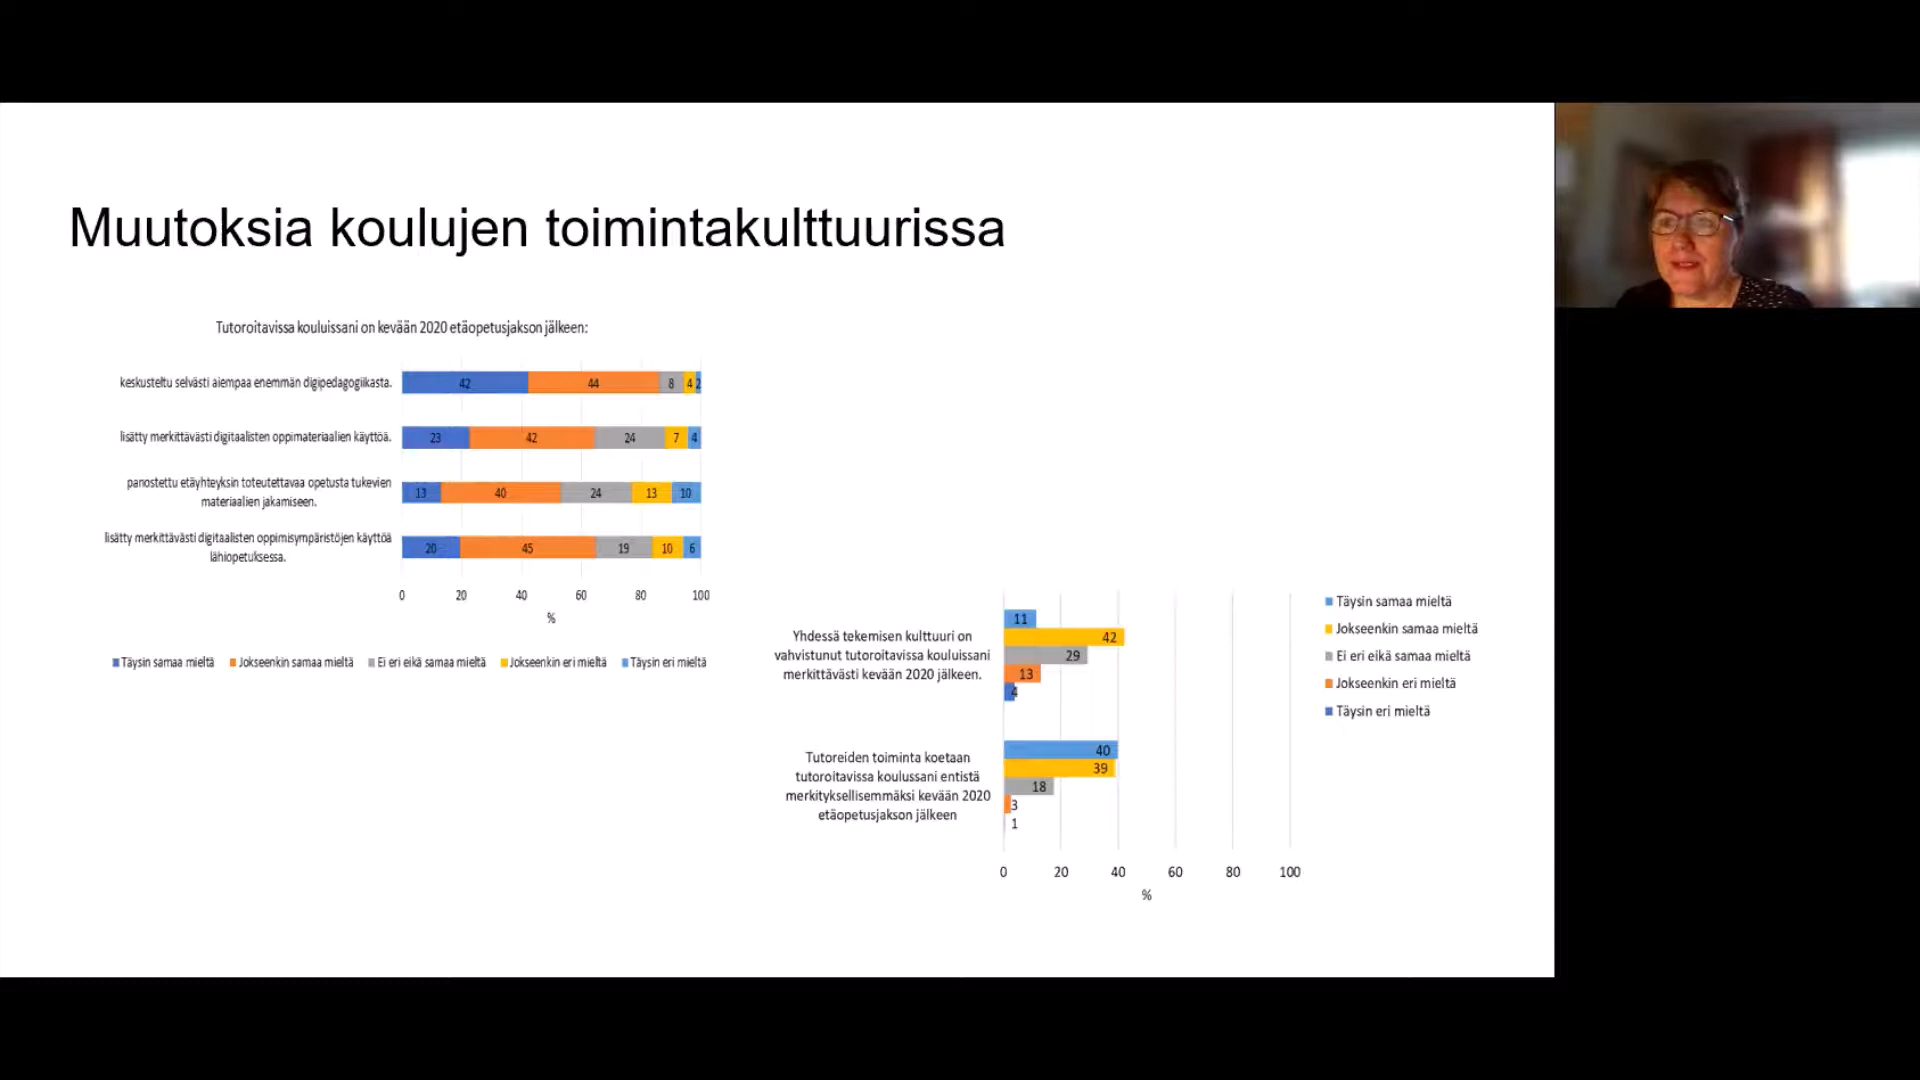 Muutoksia koulujen toimintakulttuurissa
Tutoroitavissa kouluissani on kevään 2020 etäopetusjakson jälkeen:
keskusteltu selvästi aiempaa enemmän digipedagogiikasta.
42 44 8 4 2
lisätty merkittävästi digitaalisten oppimateriaalien käyttöä.
23 42 24 7 4
panostettu etäyhteyksin toteutettavaa opetusta tukevien
materiaalien jakamiseen.
13 40 24 13 10
lisätty merkittävästi digitaalisten oppimisympäristöjen käyttöä
lähiopetuksessa.
20 45 19 10 6
0 20 40 60 80 100
%
Täysin samaa mieltä Jokseenkin samaa mieltä Ei eri eikä samaa mieltä Jokseenkin eri mieltä Täysin eri mieltä
Yhdessä tekemisen kulttuuri on
vahvistunut tutoroitavissa kouluissani
merkittävästi kevään 2020 jälkeen.
11
42
29
13
4
Tutoreiden toiminta koetaan
tutoroitavissa koulussani entistä
merkityksellisemmäksi kevään 2020
etäopetusjakson jälkeen
40
39
18
3
1
0 20 40 60 80 100
%
Täysin samaa mieltä
Jokseenkin samaa mieltä
Ei eri eikä samaa mieltä
Jokseenkin eri mieltä
Täysin eri mieltä